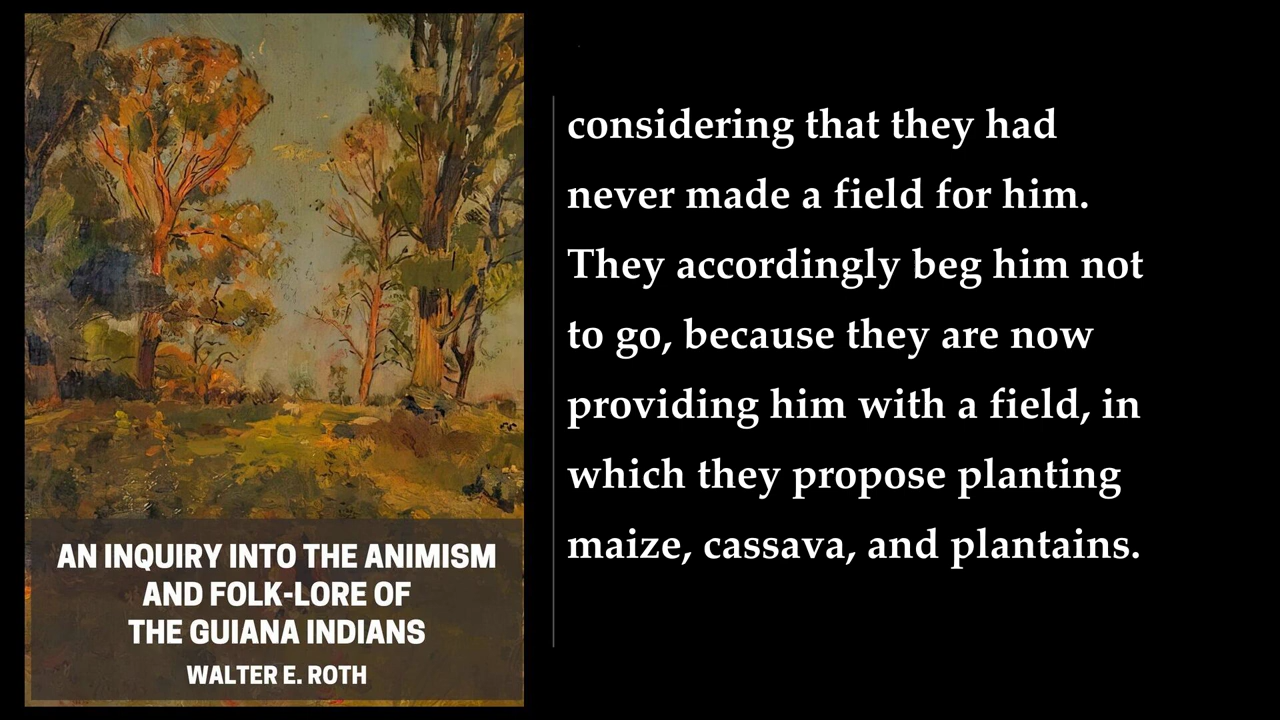 AN INQUIRY INTO THE ANIMISM
AND FOLK-LORE OF
THE GUIANA INDIANS
WALTER E. ROTH
considering that they had
never made a field for him.
They accordingly beg him not
to go, because they are now
providing him with a field, in
which they propose planting
maize, cassava, and plantains.